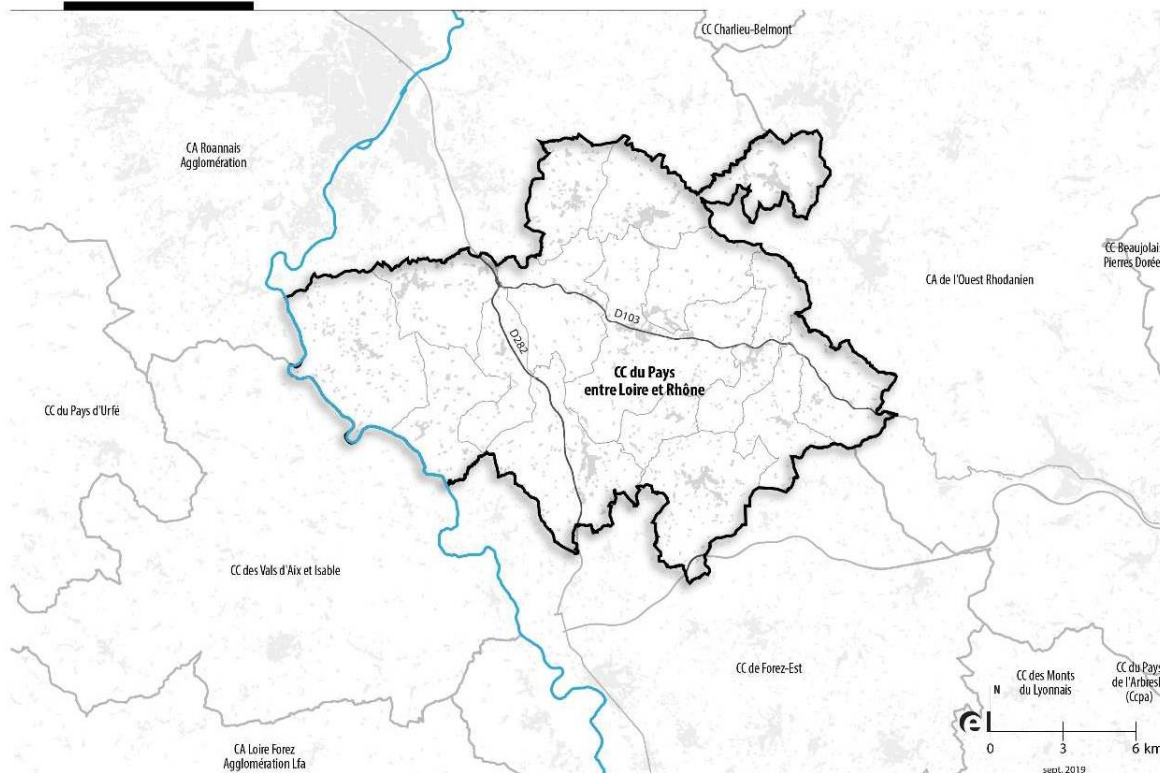 CC Charlieu-Belmont
CA Roannais
Agglomération
CC Beaujolais
Pierres Dorée
CA de l'Ouest Rhodanien
D103
D282
CC du Pays
entre Loire et Rhône
CC du Pays d'Urfé
CC des Vals d'Aix et Isable
CC de Forez-Est
CC des Monts
du Lyonnais
CC du Pays
de l'Arbresl
(Ccpa)
N
el
0 3 6 km
sept. 2019
CA Loire Forez
Agglomération Lfa